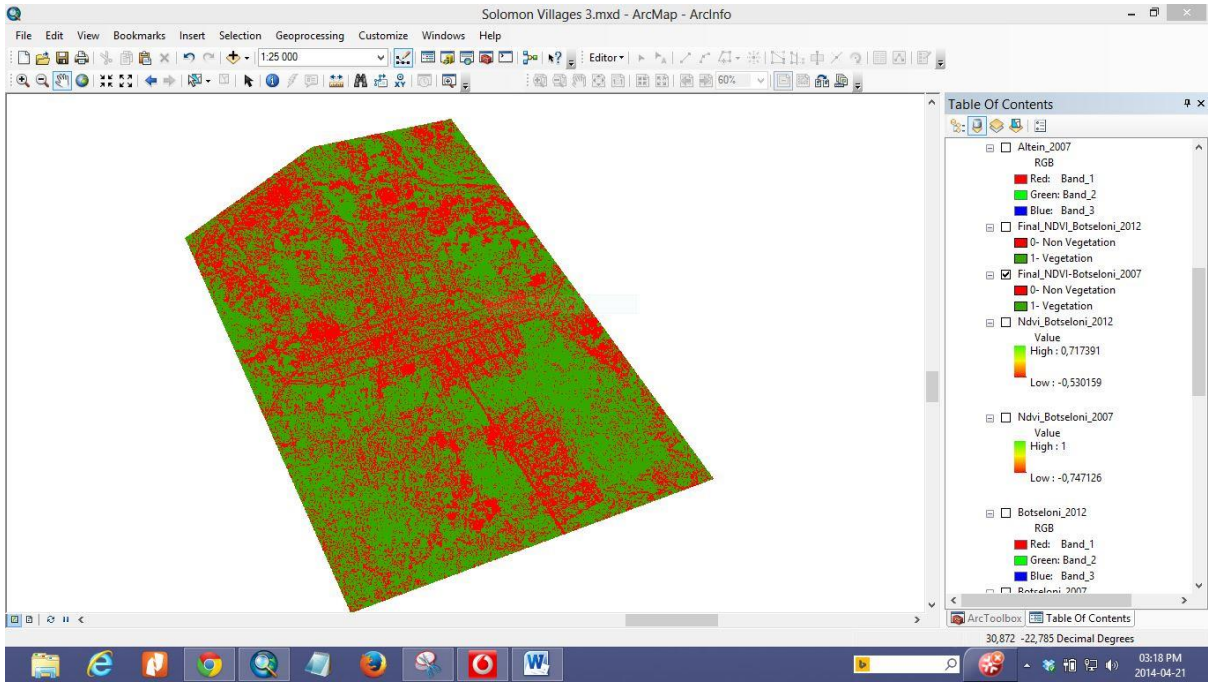 Solomon Villages 3.mxd - ArcMap - ArcInfo
File Edit View Bookmarks Insert Selection Geoprocessing Customize Windows Help
1:25 000
Editor
60%
Table Of Contents
Altein_2007
RGB
Red: Band_1
Green: Band_2
Blue: Band_3
Final_NDVI_Botseloni_2012
0- Non Vegetation
1- Vegetation
Final_NDVI-Botseloni_2007
0- Non Vegetation
1- Vegetation
Ndvi_Botseloni_2012
Value
High : 0,717391
Low : -0,530159
Ndvi_Botseloni_2007
Value
High : 1
Low : -0,747126
Botseloni_2012
RGB
Red: Band_1
Green: Band_2
Blue: Band_3
Botseloni_2007
ArcToolbox Table Of Contents
30,872 -22,785 Decimal Degrees
03:18 PM
2014-04-21